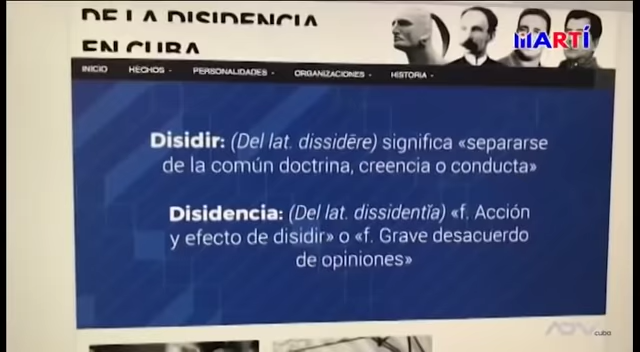 DE LA DISIDENCIA
EN CUBA
MARTÍ
INICIO HECHOS PERSONALIDADES ORGANIZACIONES HISTORIA
Disidir: (Del lat. dissidēre) significa «separarse
de la común doctrina, creencia o conducta»
Disidencia: (Del lat. dissidentĭa) «f. Acción
y efecto de disidir» o «f. Grave desacuerdo
de opiniones»
ADN cuba